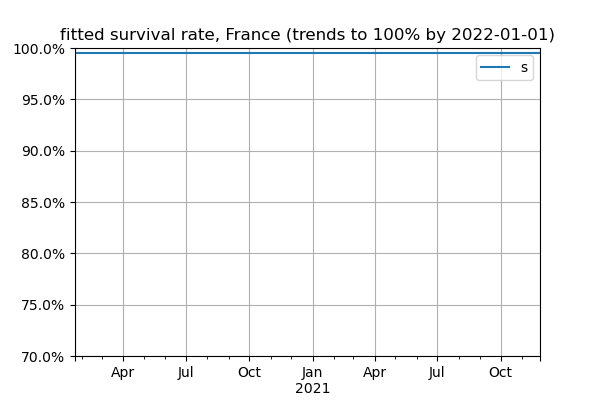 fitted survival rate, France (trends to 100% by 2022-01-01)
100.0%
s
95.0%
90.0%
85.0%
80.0%
75.0%
70.0%
Apr Jul Oct Jan Apr Jul Oct
2021